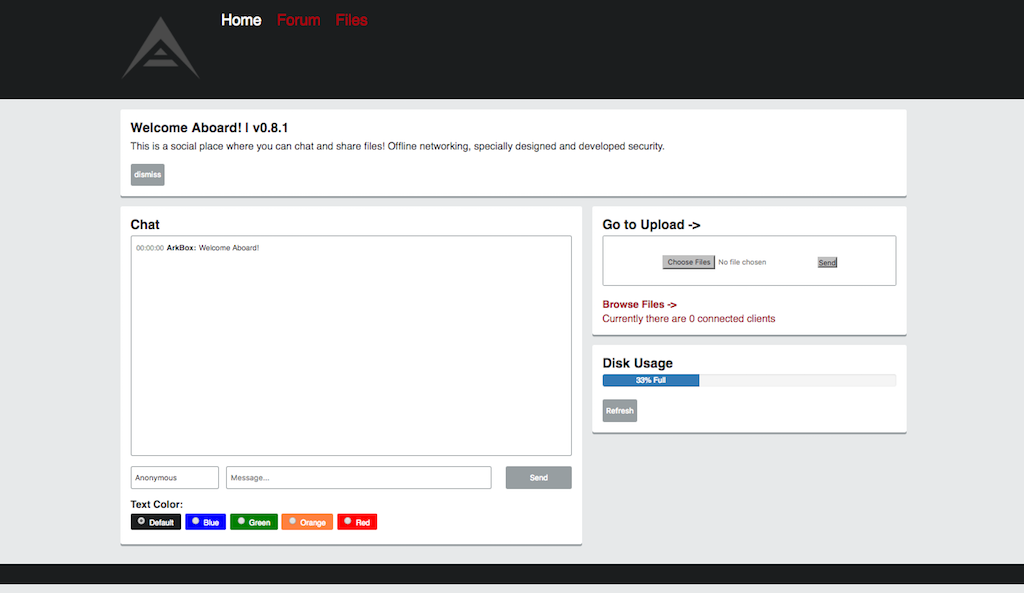 Home Forum Files
Welcome Aboard! | v0.8.1
This is a social place where you can chat and share files! Offline networking, specially designed and developed security.
dismiss
Chat
00:00:00 ArkBox: Welcome Aboard!
Anonymous Message... Send
Text Color:
Default Blue Green Orange Red
Go to Upload ->
Choose Files No file chosen Send
Browse Files ->
Currently there are 0 connected clients
Disk Usage
33% Full
Refresh